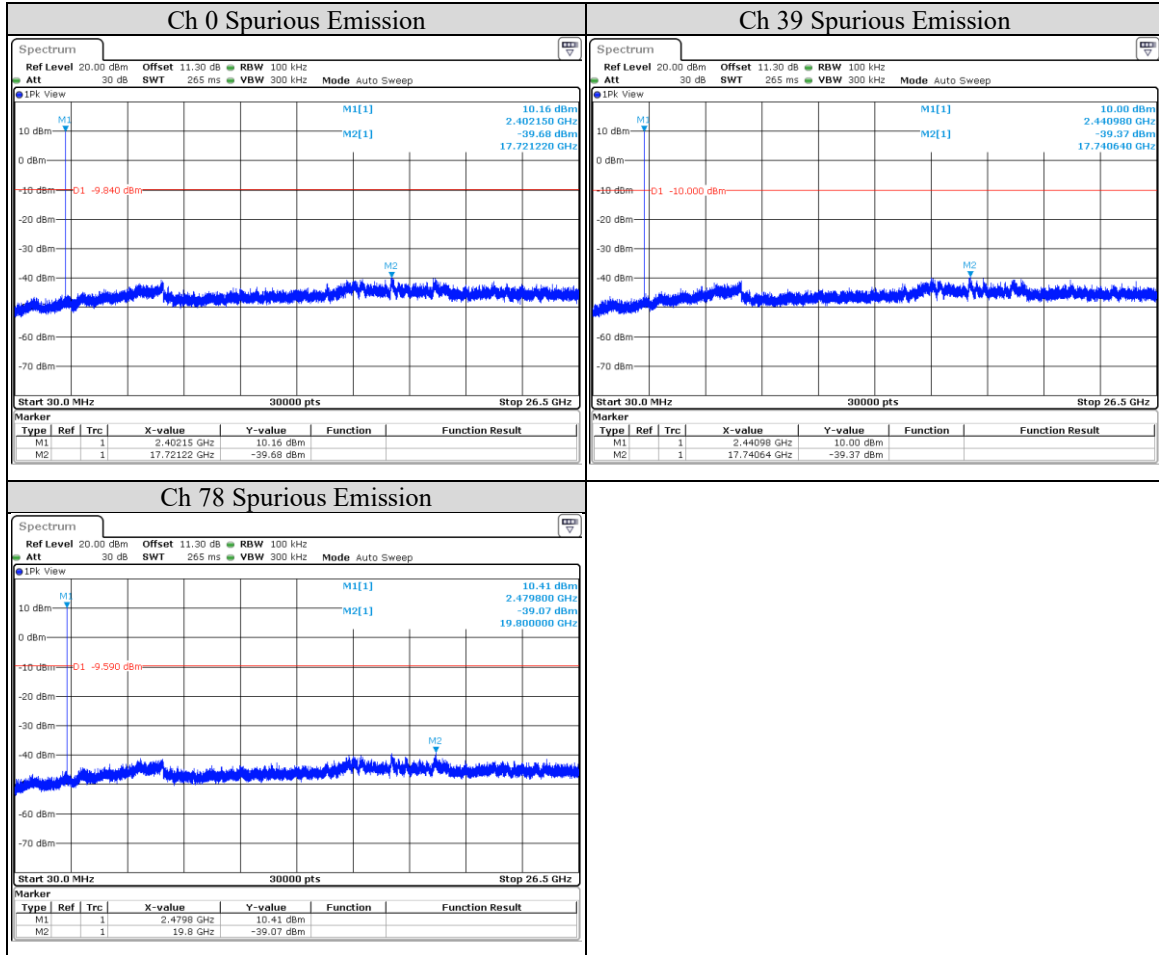 Ch 0 Spurious Emission
Spectrum
Ref Level 20.00 dBm Offset 11.30 dB RBW 100 kHz
Att 30 dB SWT 265 ms VBW 300 kHz Mode Auto Sweep
1Pk View
M1[1] 10.16 dBm
2.402150 GHz
M2[1] -39.68 dBm
17.721220 GHz
M1
10 dBm
0 dBm
-10 dBm
D1 -9.840 dBm
-20 dBm
-30 dBm
M2
-40 dBm
-60 dBm
-70 dBm
Start 30.0 MHz 30000 pts Stop 26.5 GHz
Marker
Type Ref Trc X-value Y-value Function Function Result
M1 1 2.40215 GHz 10.16 dBm
M2 1 17.72122 GHz -39.68 dBm
Ch 39 Spurious Emission
Spectrum
Ref Level 20.00 dBm Offset 11.30 dB RBW 100 kHz
Att 30 dB SWT 265 ms VBW 300 kHz Mode Auto Sweep
1Pk View
M1[1] 10.00 dBm
2.440980 GHz
M2[1] -39.37 dBm
17.740640 GHz
M1
10 dBm
0 dBm
-10 dBm
D1 -10.000 dBm
-20 dBm
-30 dBm
M2
-40 dBm
-60 dBm
-70 dBm
Start 30.0 MHz 30000 pts Stop 26.5 GHz
Marker
Type Ref Trc X-value Y-value Function Function Result
M1 1 2.44098 GHz 10.00 dBm
M2 1 17.74064 GHz -39.37 dBm
Ch 78 Spurious Emission
Spectrum
Ref Level 20.00 dBm Offset 11.30 dB RBW 100 kHz
Att 30 dB SWT 265 ms VBW 300 kHz Mode Auto Sweep
1Pk View
M1[1] 10.41 dBm
2.479800 GHz
M2[1] -39.07 dBm
19.800000 GHz
M1
10 dBm
0 dBm
-10 dBm
D1 -9.590 dBm
-20 dBm
-30 dBm
M2
-40 dBm
-60 dBm
-70 dBm
Start 30.0 MHz 30000 pts Stop 26.5 GHz
Marker
Type Ref Trc X-value Y-value Function Function Result
M1 1 2.4798 GHz 10.41 dBm
M2 1 19.8 GHz -39.07 dBm